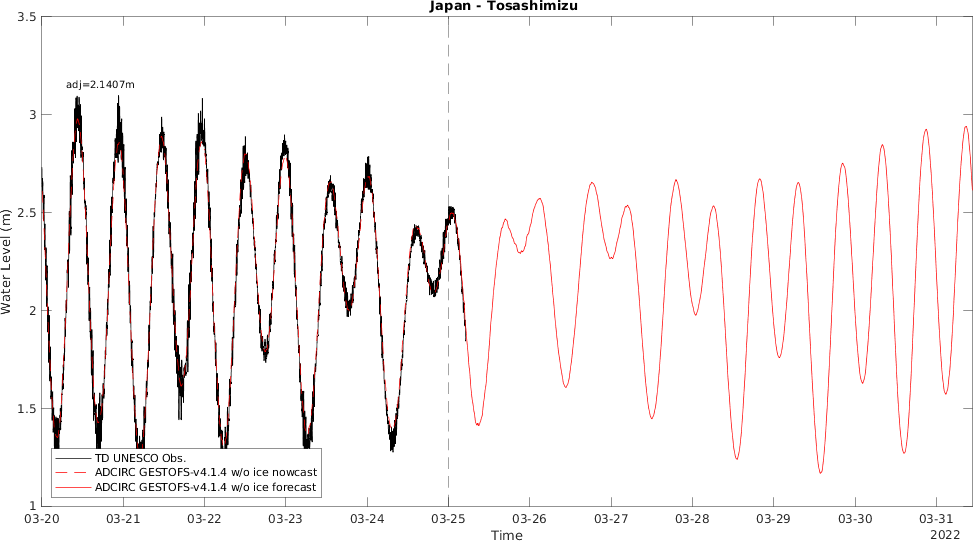 Japan - Tosashimizu
3.5
adj=2.1407m
3
2.5
Water Level (m)
2
1.5
TD UNESCO Obs.
ADCIRC GESTOFS-v4.1.4 w/o ice nowcast
ADCIRC GESTOFS-v4.1.4 w/o ice forecast
1
03-20 03-21 03-22 03-23 03-24 03-25 03-26 03-27 03-28 03-29 03-30 03-31
Time 2022